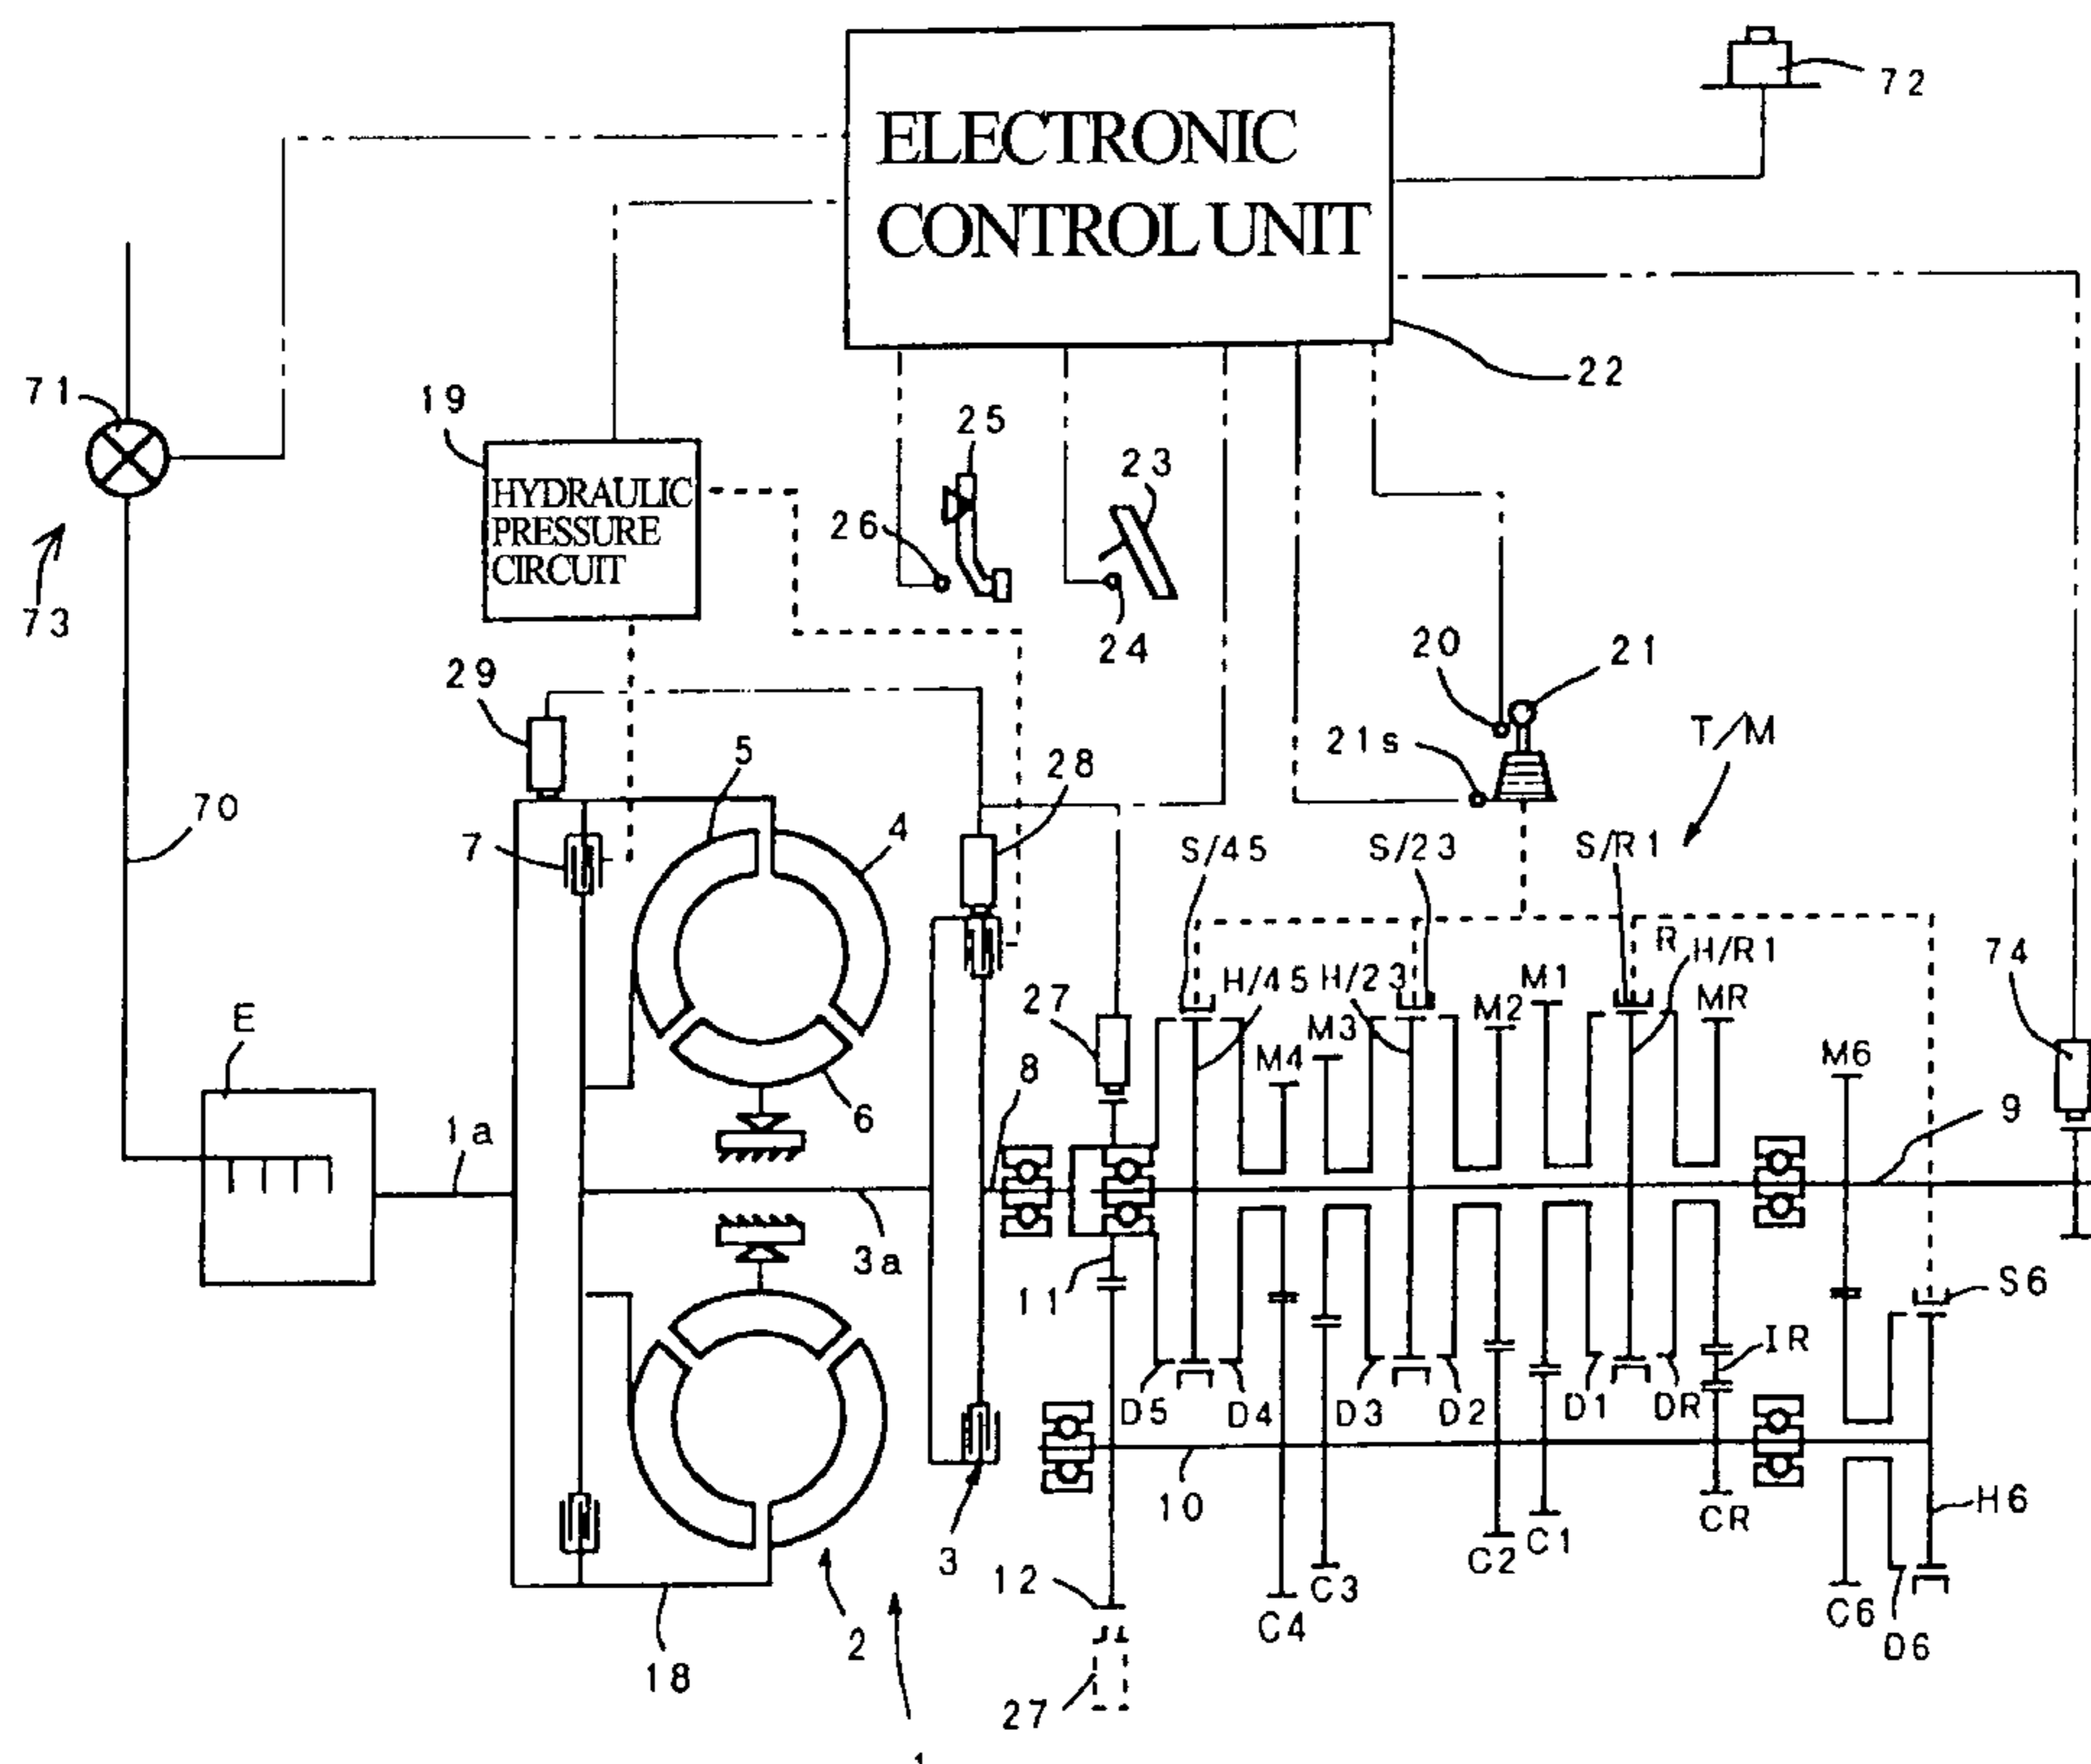 72
ELECTRONIC
CONTROL UNIT
22
71
19
25
23
HYDRAULIC
PRESSURE
CIRCUIT
26
24
73
20
21
29
21s
T/M
5
28
70
4
7
S/45
S/23
S/R1
R
H/R1
74
H/45
H/23
M1
MR
27
M2
M3
E
M4
M6
8
6
9
1a
3a
11
S6
IR
D5
D4
D3
D2
D1
DR
10
CR
H6
3
12
C2
C1
C3
C4
C6
D6
2
18
27
1